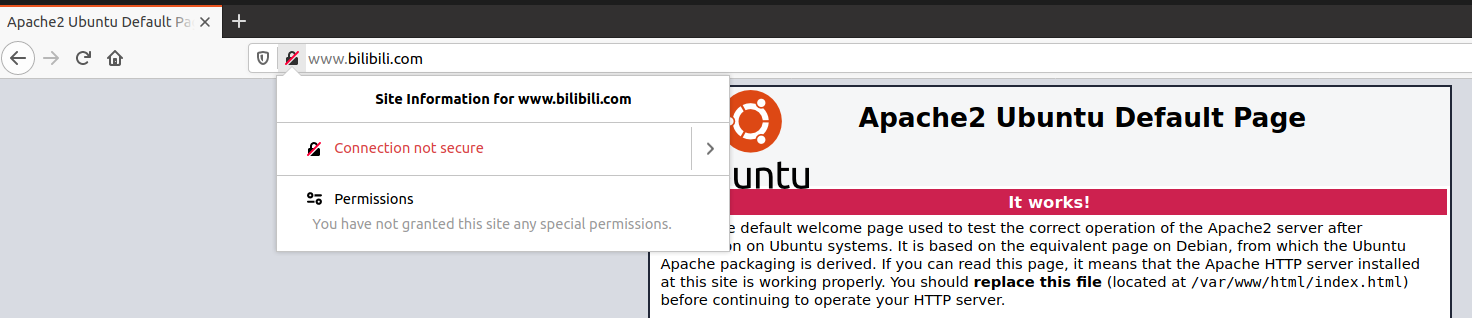 Apache2 Ubuntu Default Pa
www.bilibili.com
Site Information for www.bilibili.com
Connection not secure
Permissions
You have not granted this site any special permissions.
Apache2 Ubuntu Default Page
untu
It works!
e default welcome page used to test the correct operation of the Apache2 server after
on on Ubuntu systems. It is based on the equivalent page on Debian, from which the Ubuntu
Apache packaging is derived. If you can read this page, it means that the Apache HTTP server installed
at this site is working properly. You should replace this file (located at /var/www/html/index.html)
before continuing to operate your HTTP server.